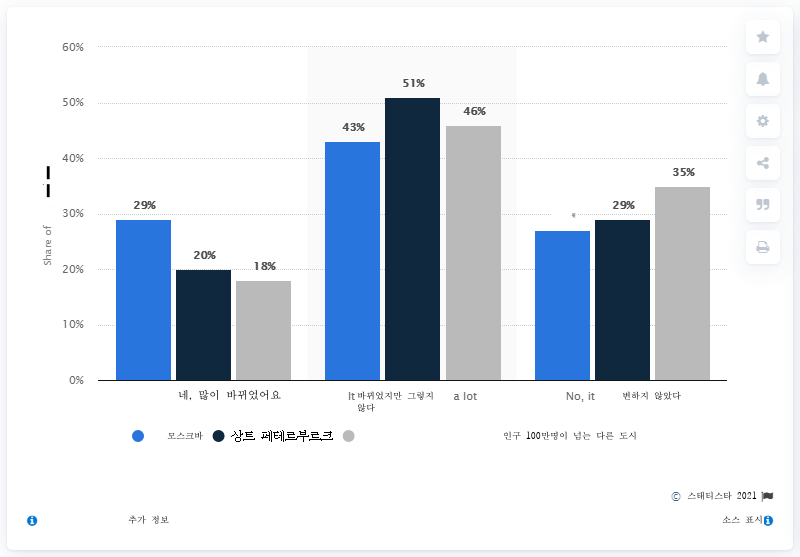 60%
51%
50%
46%
43%
40%
35%
29%
29%
30%
20%
18%
20%
10%
0%
Share of
네, 많이 바뀌었어요
It 바뀌었지만 그렇지 a lot
않다
No, it 변하지 않았다
모스크바 상트 페테르부르크 인구 100만명이 넘는 다른 도시
© 스태티스타 2021
추가 정보 소스 표시